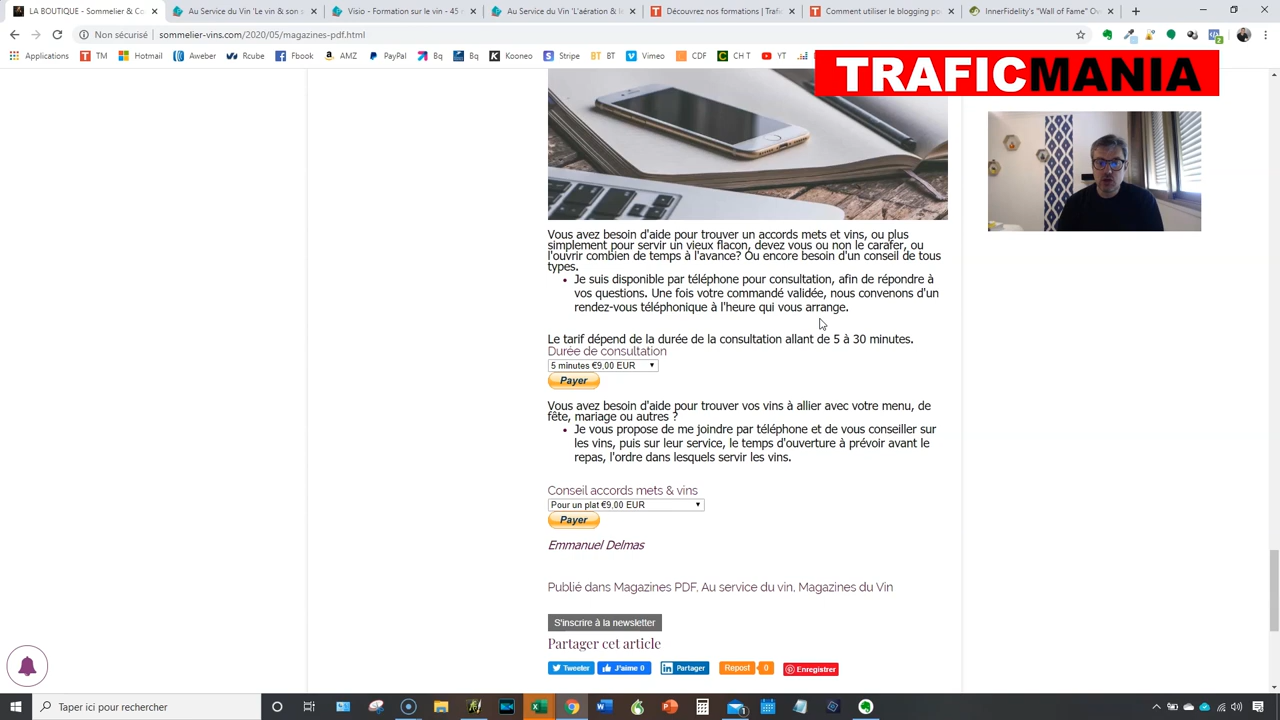 LA BOUTIQUE - Sommelier & Co
Au Service du Vin 'Le vin & son s
Visio - Formation sur le vin - 45
Au Service du Vin 'L'aération & le
Nos formations Boutiques | Trafic
The most profitable blogging po
InnerFidelity's "Wall of Fame" Ov
Non sécurisé | sommelier-vins.com/2020/05/magazines-pdf.html
Applications TM Hotmail Aweber Rcube Ebook AMZ PayPal Bq Bq Kooneo Stripe BT Vimeo CDF CH T YT
TRAFICMANIA
Vous avez besoin d'aide pour trouver un accords mets et vins, ou plus
simplement pour servir un vieux flacon, devez vous ou non le carafer, ou
l'ouvrir combien de temps à l'avance? Ou encore besoin d'un conseil de tous
types.
• Je suis disponible par téléphone pour consultation, afin de répondre à
vos questions. Une fois votre commandé validée, nous convenons d'un
rendez-vous téléphonique à l'heure qui vous arrange.
Le tarif dépend de la durée de la consultation allant de 5 à 30 minutes.
Durée de consultation
5 minutes €9,00 EUR
Payer
Vous avez besoin d'aide pour trouver vos vins à allier avec votre menu, de
fête, mariage ou autres ?
• Je vous propose de me joindre par téléphone et de vous conseiller sur
les vins, puis sur leur service, le temps d'ouverture à prévoir avant le
repas, l'ordre dans lesquels servir les vins.
Conseil accords mets & vins
Pour un plat €9,00 EUR
Payer
Emmanuel Delmas
Publié dans Magazines PDF, Au service du vin, Magazines du Vin
S'inscrire à la newsletter
Partager cet article
Tweeter J'aime 0 Partager Repost 0 Enregistrer
Taper ici pour rechercher